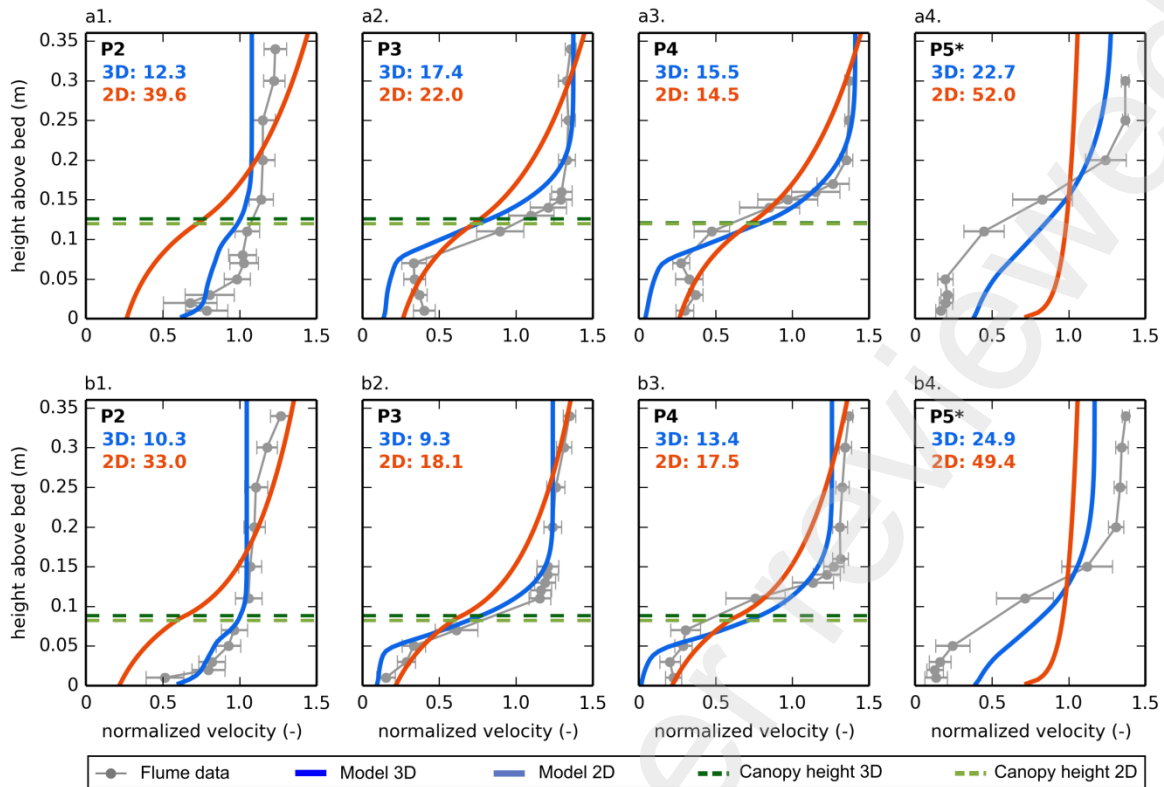 a1. a2. a3. a4.
P2 P3 P4 P5*
3D: 12.3 3D: 17.4 3D: 15.5 3D: 22.7
2D: 39.6 2D: 22.0 2D: 14.5 2D: 52.0
height above bed (m)
0.35
0.3
0.25
0.2
0.15
0.1
0.05
0
0 0.5 1.0 1.5 0 0.5 1.0 1.5 0 0.5 1.0 1.5 0 0.5 1.0 1.5
b1. b2. b3. b4.
P2 P3 P4 P5*
3D: 10.3 3D: 9.3 3D: 13.4 3D: 24.9
2D: 33.0 2D: 18.1 2D: 17.5 2D: 49.4
height above bed (m)
0.35
0.3
0.25
0.2
0.15
0.1
0.05
0
0 0.5 1.0 1.5 0 0.5 1.0 1.5 0 0.5 1.0 1.5 0 0.5 1.0 1.5
normalized velocity (-) normalized velocity (-) normalized velocity (-) normalized velocity (-)
Flume data Model 3D Model 2D Canopy height 3D Canopy height 2D
er reviewe